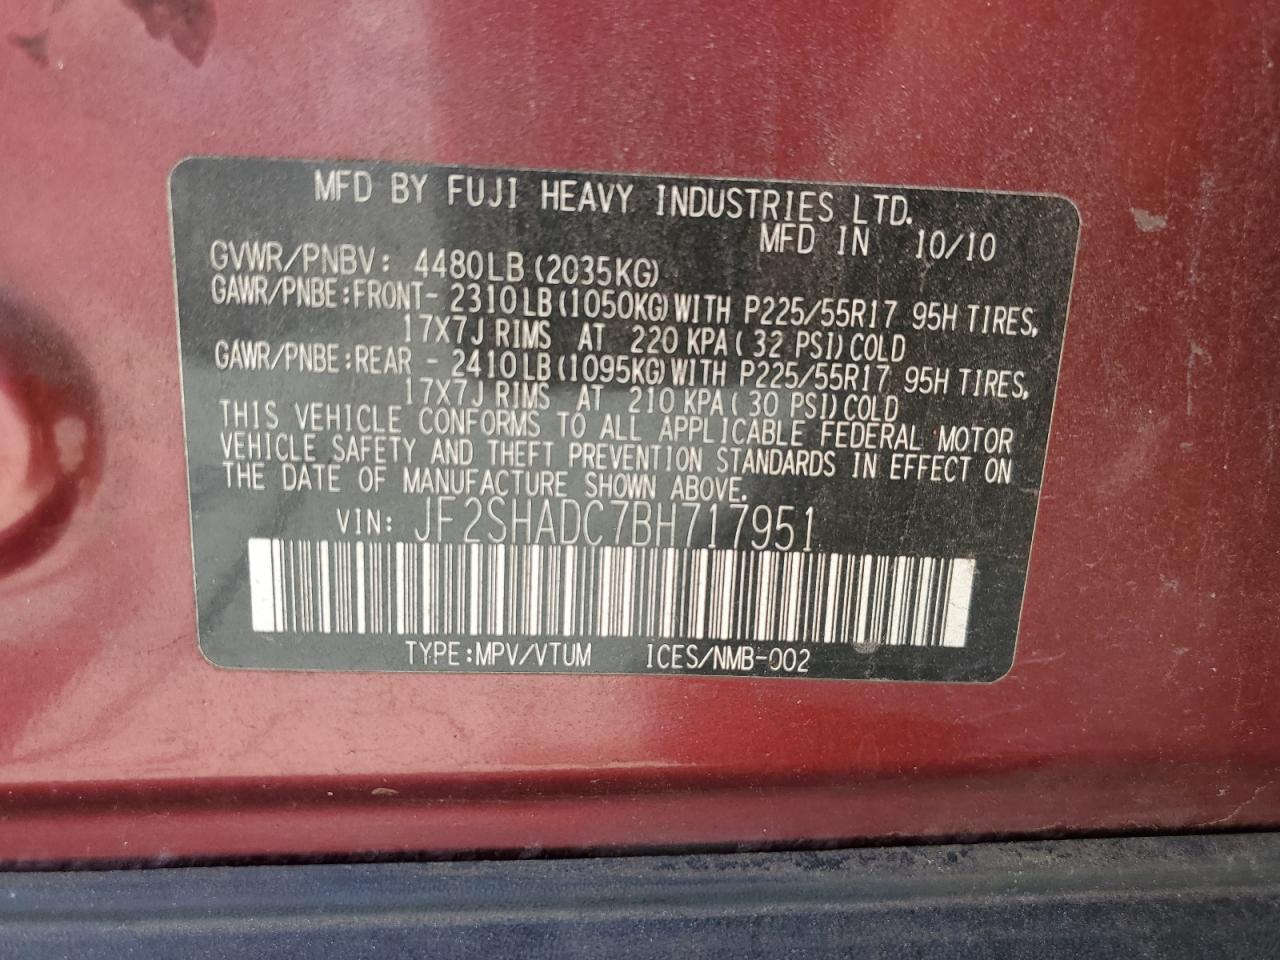 MFD BY FUJI HEAVY INDUSTRIES LTD.
MFD IN 10/10
GVWR/PNBV: 4480LB (2035KG)
GAWR/PNBE:FRONT- 2310LB(1050KG)WITH P225/55R17 95H TIRES,
17X7J RIMS AT 220 KPA( 32 PSI)COLD
GAWR/PNBE:REAR - 2410LB(1095KG)WITH P225/55R17 95H TIRES,
17X7J RIMS AT 210 KPA( 30 PSI)COLD
THIS VEHICLE CONFORMS TO ALL APPLICABLE FEDERAL MOTOR
VEHICLE SAFETY AND THEFT PREVENTION STANDARDS IN EFFECT ON
THE DATE OF MANUFACTURE SHOWN ABOVE.
VIN: JF2SHADC7BH717951
TYPE:MPV/VTUM ICES/NMB-002